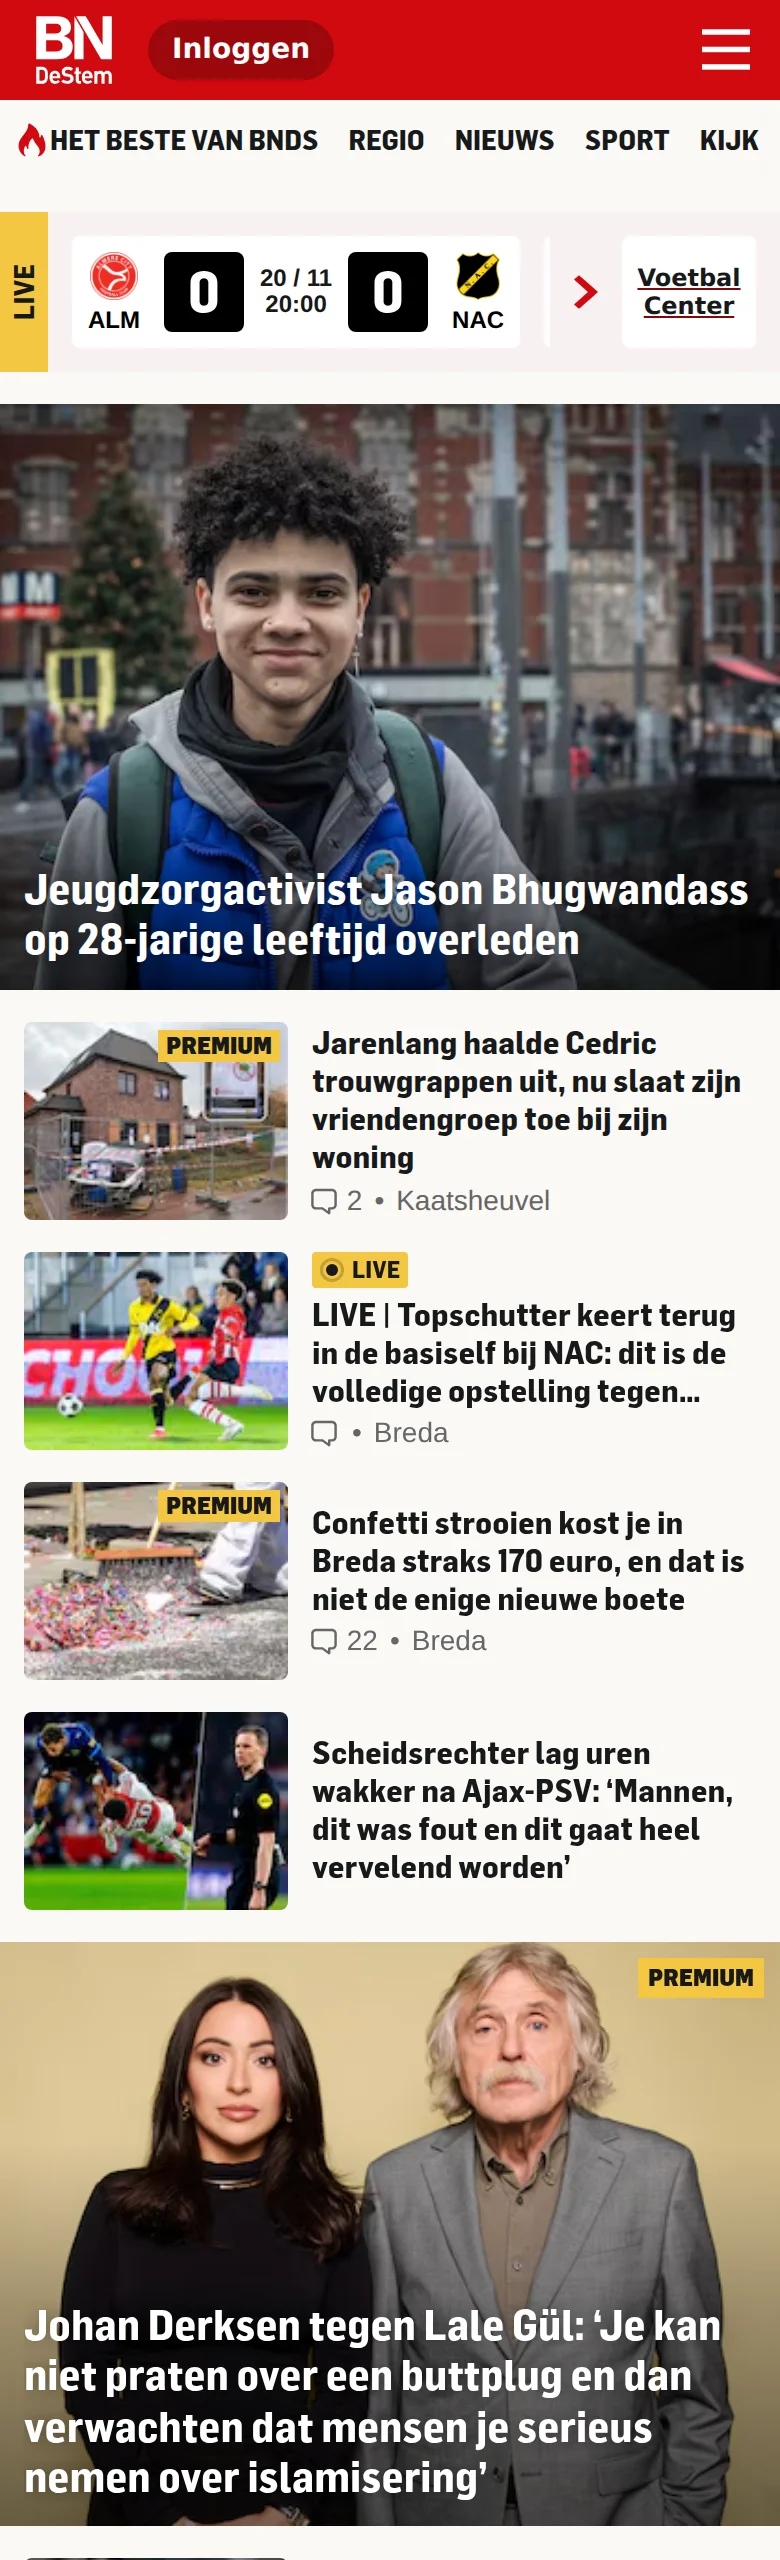 BN
DeStem
Inloggen
HET BESTE VAN BNDS REGIO NIEUWS SPORT KIJK
LIVE
ALM
0
20 / 11
20:00
0
NAC
Voetbal
Center
Jeugdzorgactivist Jason Bhugwandass
op 28-jarige leeftijd overleden
PREMIUM
Jarenlang haalde Cedric
trouwgrappen uit, nu slaat zijn
vriendengroep toe bij zijn
woning
2 • Kaatsheuvel
LIVE
LIVE | Topschutter keert terug
in de basiself bij NAC: dit is de
volledige opstelling tegen...
• Breda
PREMIUM
Confetti strooien kost je in
Breda straks 170 euro, en dat is
niet de enige nieuwe boete
22 • Breda
Scheidsrechter lag uren
wakker na Ajax-PSV: ‘Mannen,
dit was fout en dit gaat heel
vervelend worden’
PREMIUM
Johan Derksen tegen Lale Gül: ‘Je kan
niet praten over een buttplug en dan
verwachten dat mensen je serieus
nemen over islamisering’